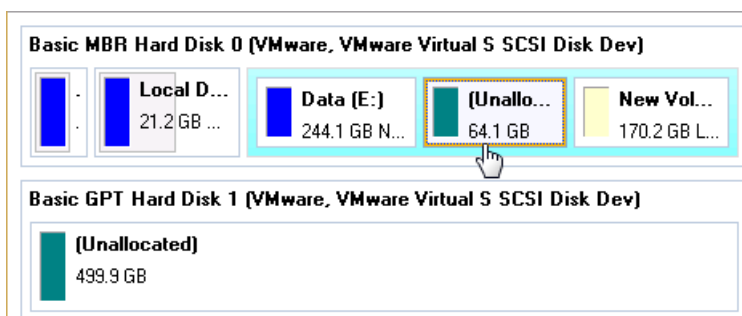 Basic MBR Hard Disk 0 (VMware, VMware Virtual S SCSI Disk Dev)
. Local D... Data (E:) (Unallo... New Vol...
. 21.2 GB ... 244.1 GB N... 64.1 GB 170.2 GB L...
Basic GPT Hard Disk 1 (VMware, VMware Virtual S SCSI Disk Dev)
(Unallocated)
499.9 GB